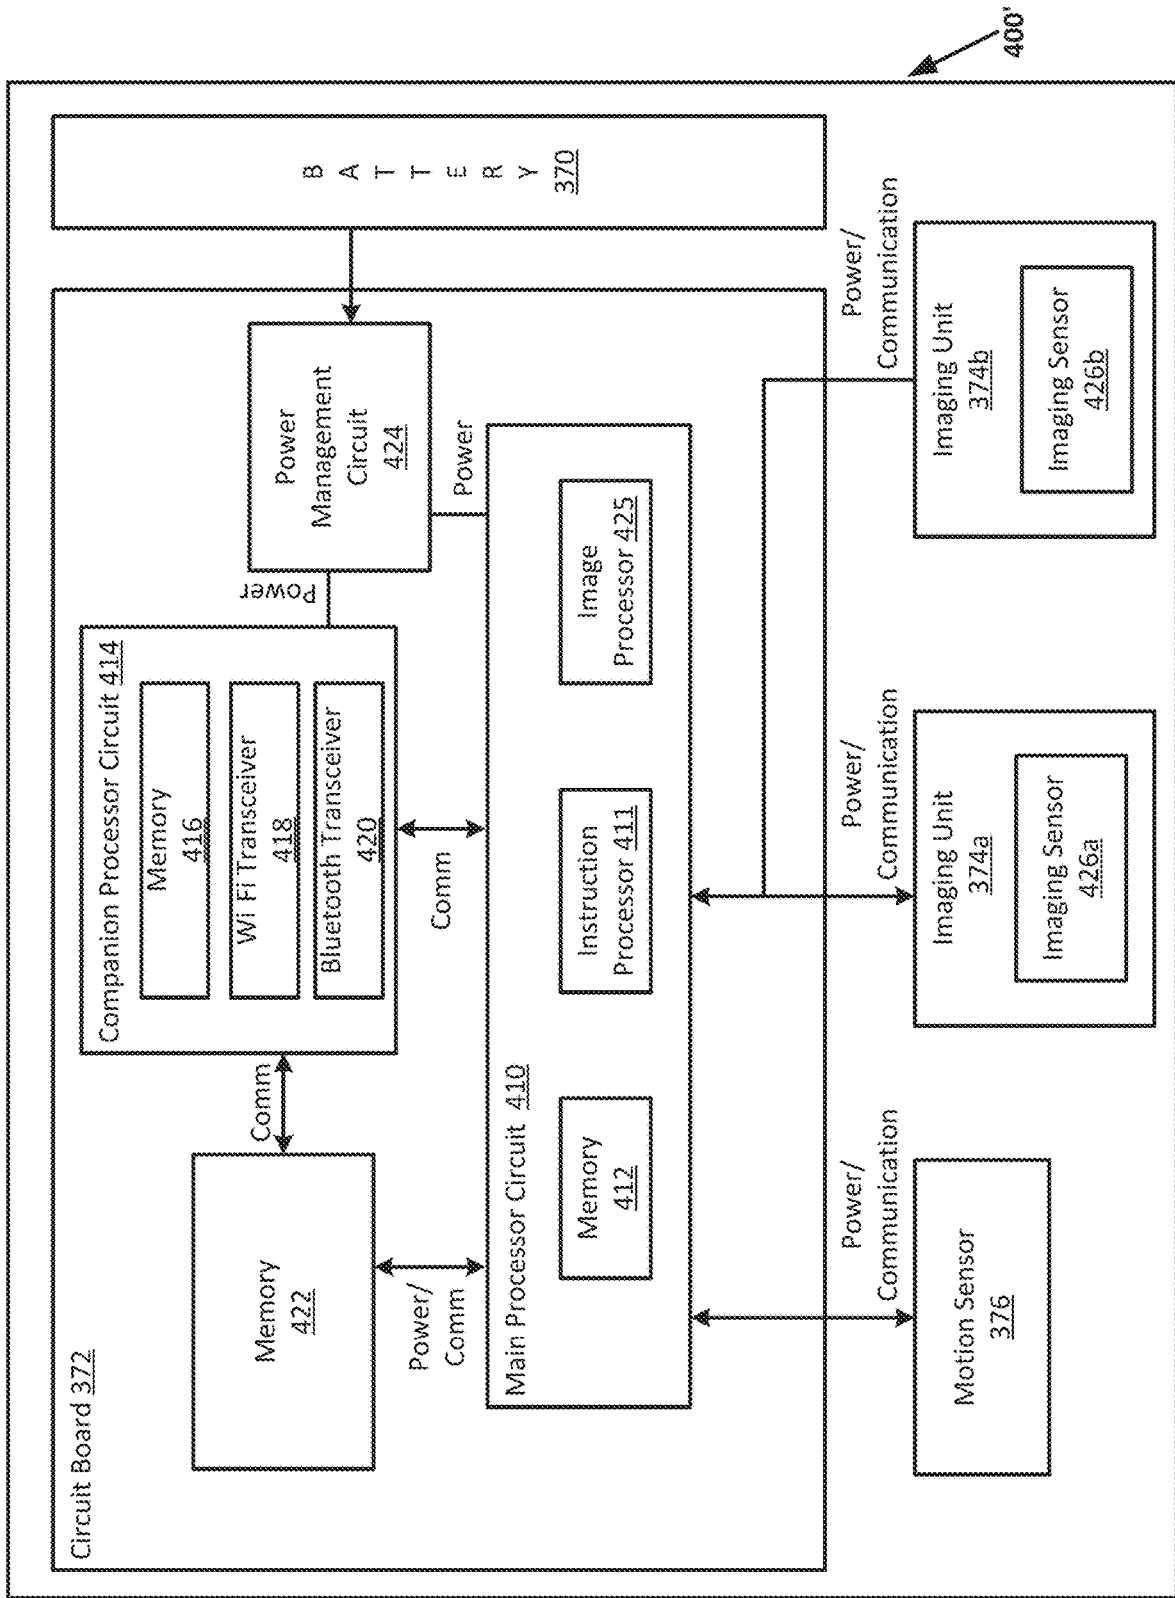 400'
Circuit Board 372
Companion Processor Circuit 414
Memory
416
Wi Fi Transceiver
418
Bluetooth Transceiver
420
Memory
422
Comm
Power
Power
Management
Circuit
424
BATTERY
370
Power/
Comm
Comm
Power
Main Processor Circuit 410
Memory
412
Instruction
Processor 411
Image
Processor 425
Power/
Communication
Power/
Communication
Power/
Communication
Motion Sensor
376
Imaging Unit
374a
Imaging Sensor
426a
Imaging Unit
374b
Imaging Sensor
426b